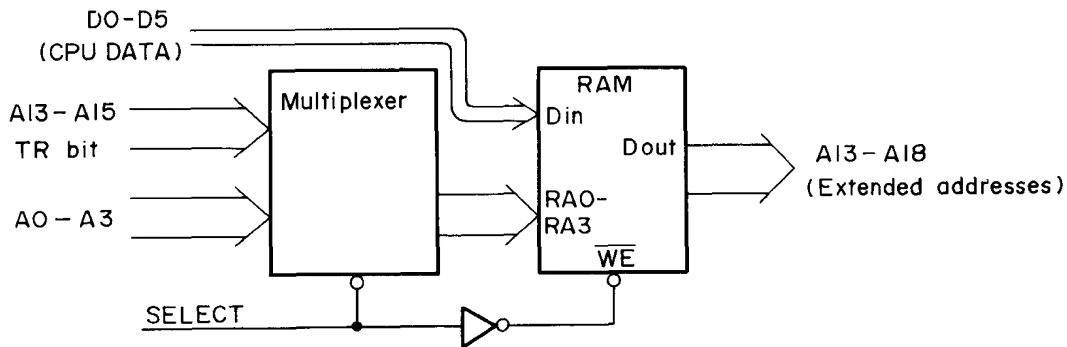 D0-D5
(CPU DATA)
Multiplexer
RAM
Din
A13-A15
TR bit
Dout
A13-A18
(Extended addresses)
A0-A3
RA0-
RA3
WE
SELECT